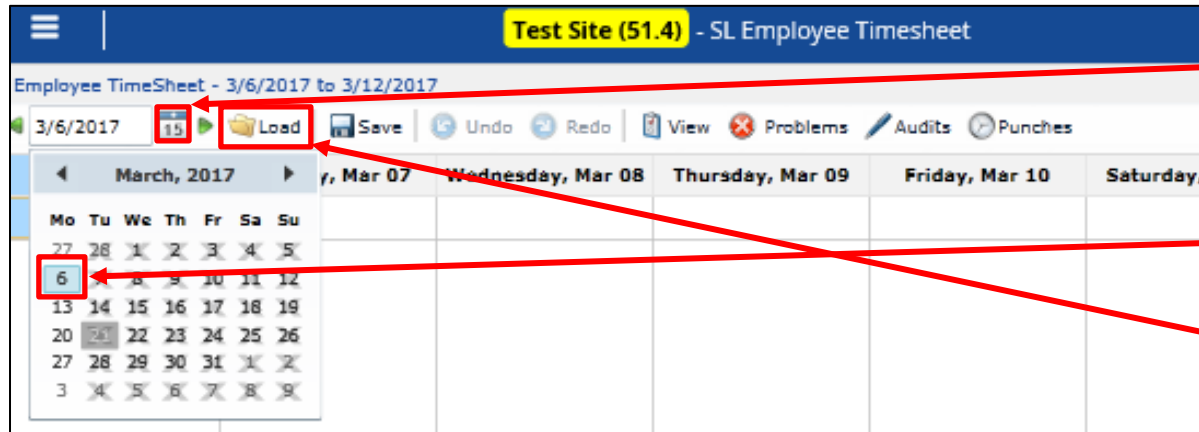 Test Site (51.4) - SL Employee Timesheet
Employee TimeSheet - 3/6/2017 to 3/12/2017
3/6/2017 15 Load Save Undo Redo View Problems Audits Punches
March, 2017 y, Mar 07 Wednesday, Mar 08 Thursday, Mar 09 Friday, Mar 10 Saturday,
Mo Tu We Th Fr Sa Su
27 28 1 2 3 4 5
6 8 9 10 11 12
13 14 15 16 17 18 19
20 21 22 23 24 25 26
27 28 29 30 31 1 2
3 4 5 6 7 8 9